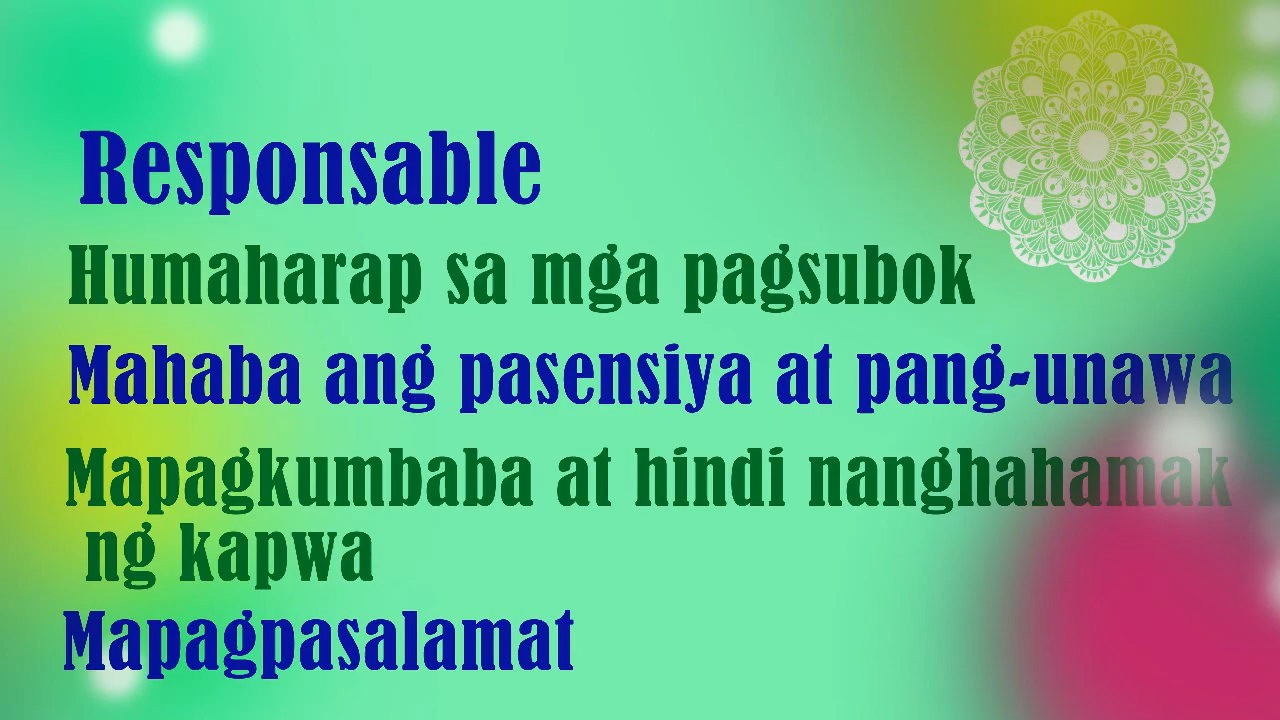 Responsable
Humaharap sa mga pagsubok
Mahaba ang pasensiya at pang-unawa
Mapagkumbaba at hindi nanghahamak
ng kapwa
Mapagpasalamat